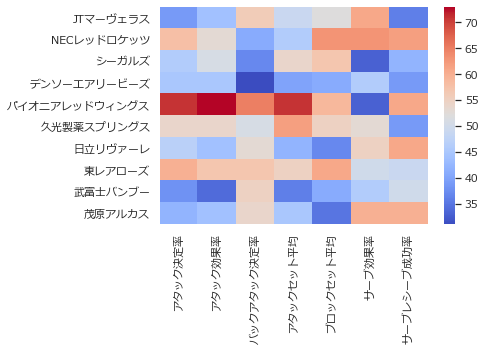 JTマーヴェラス
NECレッドロケッツ
シーガルズ
デンソーエアリービーズ
パイオニアレッドウィングス
久光製薬スプリングス
日立リヴァーレ
東レアローズ
武富士バンブー
茂原アルカス
アタック決定率
アタック効果率
バックアタック決定率
アタックセット平均
ブロックセット平均
サーブ効果率
サーブレシーブ成功率
70
65
60
55
50
45
40
35